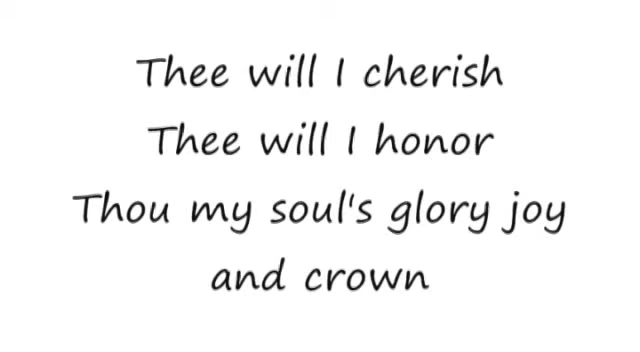 Thee will I cherish
Thee will I honor
Thou my soul's glory joy
and crown